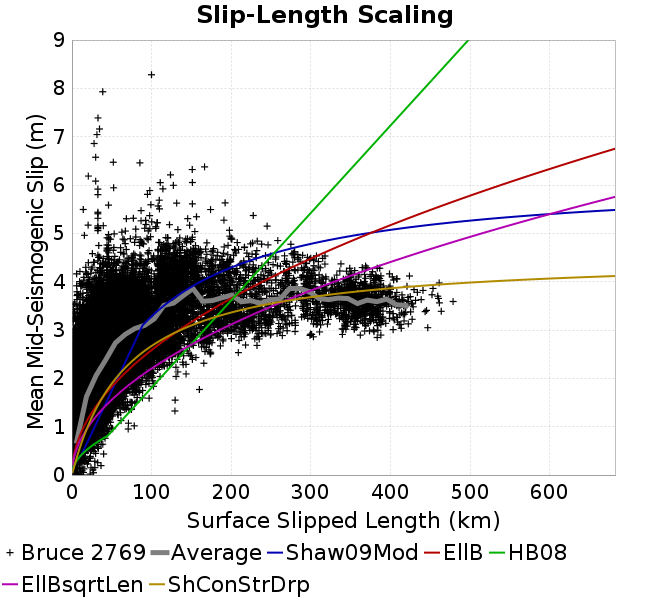 Slip-Length Scaling
Mean Mid-Seismogenic Slip (m)
9
8
7
6
5
4
3
2
1
0
0 100 200 300 400 500 600
Surface Slipped Length (km)
Bruce 2769 Average Shaw09Mod EllB HB08
EllBsqrtLen ShConStrDrp